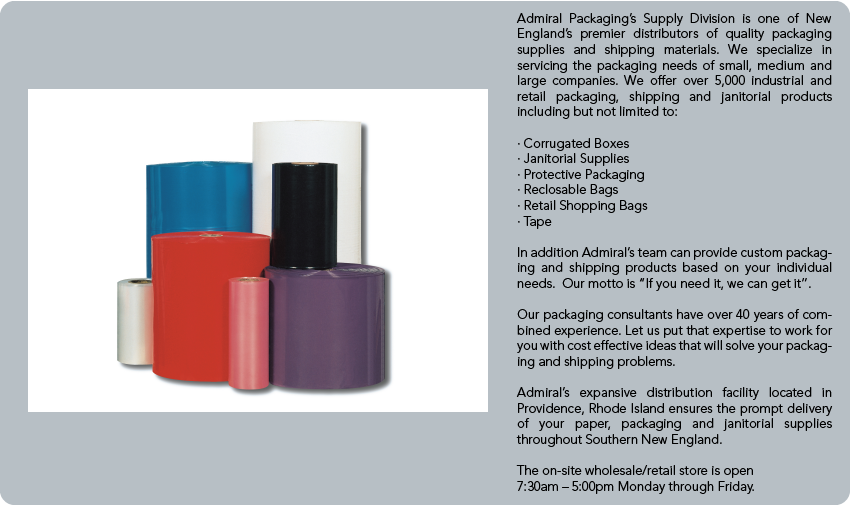 Admiral Packaging's Supply Division is one of New
England's premier distributors of quality packaging
supplies and shipping materials. We specialize in
servicing the packaging needs of small, medium and
large companies. We offer over 5,000 industrial and
retail packaging, shipping and janitorial products
including but not limited to:
· Corrugated Boxes
· Janitorial Supplies
· Protective Packaging
· Reclosable Bags
· Retail Shopping Bags
· Tape
In addition Admiral's team can provide custom packag-
ing and shipping products based on your individual
needs.  Our motto is "If you need it, we can get it".
Our packaging consultants have over 40 years of com-
bined experience. Let us put that expertise to work for
you with cost effective ideas that will solve your packag-
ing and shipping problems.
Admiral's expansive distribution facility located in
Providence, Rhode Island ensures the prompt delivery
of your paper, packaging and janitorial supplies
throughout Southern New England.
The on-site wholesale/retail store is open
7:30am – 5:00pm Monday through Friday.